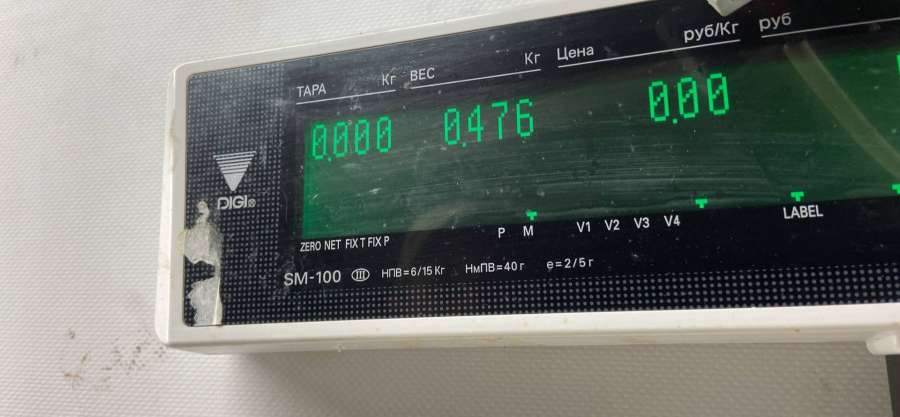 ТАРА Кг ВЕС Кг Цена руб/Кг руб
0.000 0.476 0.00
DIGI®
P M V1 V2 V3 V4 LABEL
ZERO NET FIX T FIX P
SM-100 III НПВ=6/15 Кг НмПВ=40 г е=2/5 г